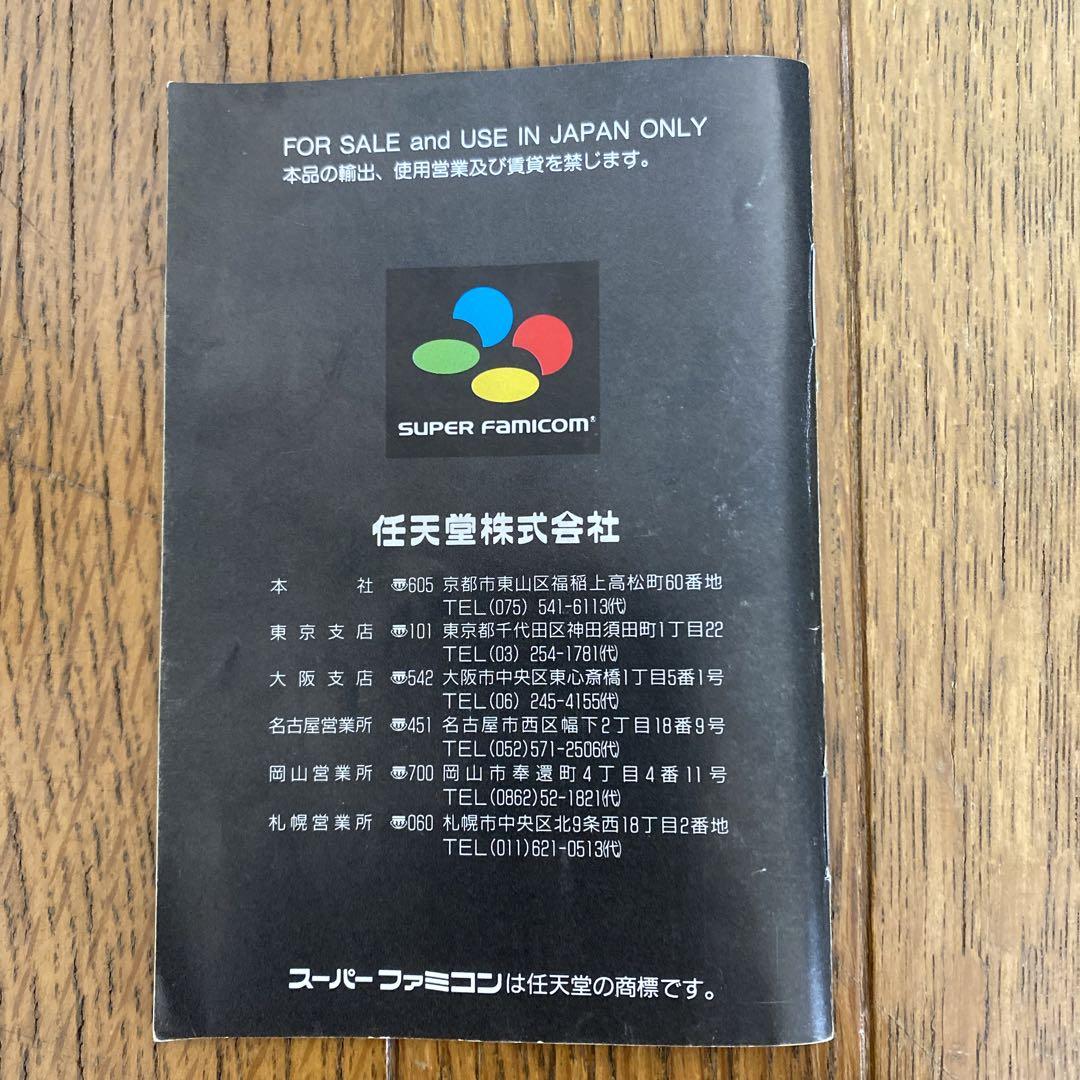 FOR SALE and USE IN JAPAN ONLY
本品の輸出、使用営業及び賃貸を禁じます。
SUPER FAMICOM®
任天堂株式会社
本社 〠605 京都市東山区福稲上高松町60番地
TEL(075) 541-6113㈹
東京支店 〠101 東京都千代田区神田須田町1丁目22
TEL(03) 254-1781㈹
大阪支店 〠542 大阪市中央区東心斎橋1丁目5番1号
TEL(06) 245-4155㈹
名古屋営業所 〠451 名古屋市西区幅下2丁目18番9号
TEL(052)571-2506㈹
岡山営業所 〠700 岡山市奉還町4丁目4番11号
TEL(0862)52-1821㈹
札幌営業所 〠060 札幌市中央区北9条西18丁目2番地
TEL(011)621-0513㈹
スーパーファミコンは任天堂の商標です。